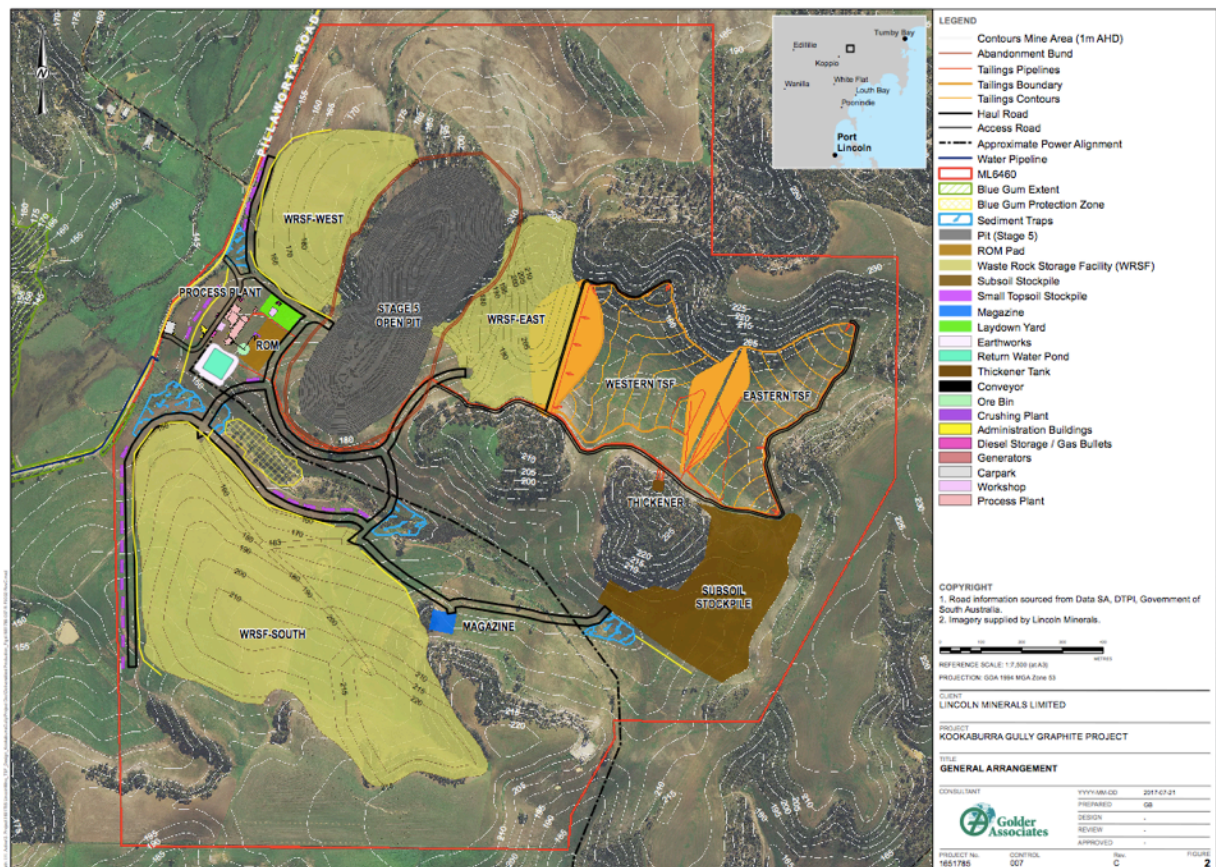 N
TILLAWORTA ROAD
WRSF-WEST
PROCESS PLANT
ROM
STAGE 5
OPEN PIT
WRSF-EAST
WESTERN TSF
EASTERN TSF
THICKENER
SUBSOIL
STOCKPILE
MAGAZINE
WRSF-SOUTH
Tumby Bay
Edillilie
Koppio
Wanilla
White Flat
Louth Bay
Poonindie
Port
Lincoln
LEGEND
Contours Mine Area (1m AHD)
Abandonment Bund
Tailings Pipelines
Tailings Boundary
Tailings Contours
Haul Road
Access Road
Approximate Power Alignment
Water Pipeline
ML6460
Blue Gum Extent
Blue Gum Protection Zone
Sediment Traps
Pit (Stage 5)
ROM Pad
Waste Rock Storage Facility (WRSF)
Subsoil Stockpile
Small Topsoil Stockpile
Magazine
Laydown Yard
Earthworks
Return Water Pond
Thickener Tank
Conveyor
Ore Bin
Crushing Plant
Administration Buildings
Diesel Storage / Gas Bullets
Generators
Carpark
Workshop
Process Plant
COPYRIGHT
1. Road information sourced from Data SA, DTPI, Government of
South Australia.
2. Imagery supplied by Lincoln Minerals.
METRES
REFERENCE SCALE: 1:7,500 (at A3)
PROJECTION: GDA 1994 MGA Zone 53
CLIENT
LINCOLN MINERALS LIMITED
PROJECT
KOOKABURRA GULLY GRAPHITE PROJECT
TITLE
GENERAL ARRANGEMENT
CONSULTANT
Golder
Associates
YYYY-MM-DD 2017-07-21
PREPARED GB
DESIGN -
REVIEW -
APPROVED -
PROJECT No. CONTROL Rev. FIGURE
1651785 007 C 2